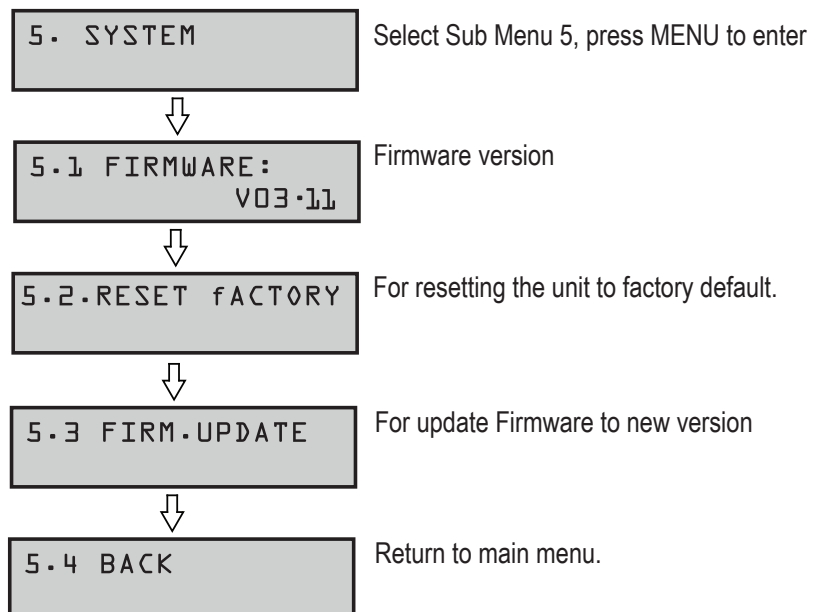 5. SYSTEM
Select Sub Menu 5, press MENU to enter
5.1 FIRMWARE:
V03.11
Firmware version
5.2.RESET fACTORY
For resetting the unit to factory default.
5.3 FIRM.UPDATE
For update Firmware to new version
5.4 BACK
Return to main menu.